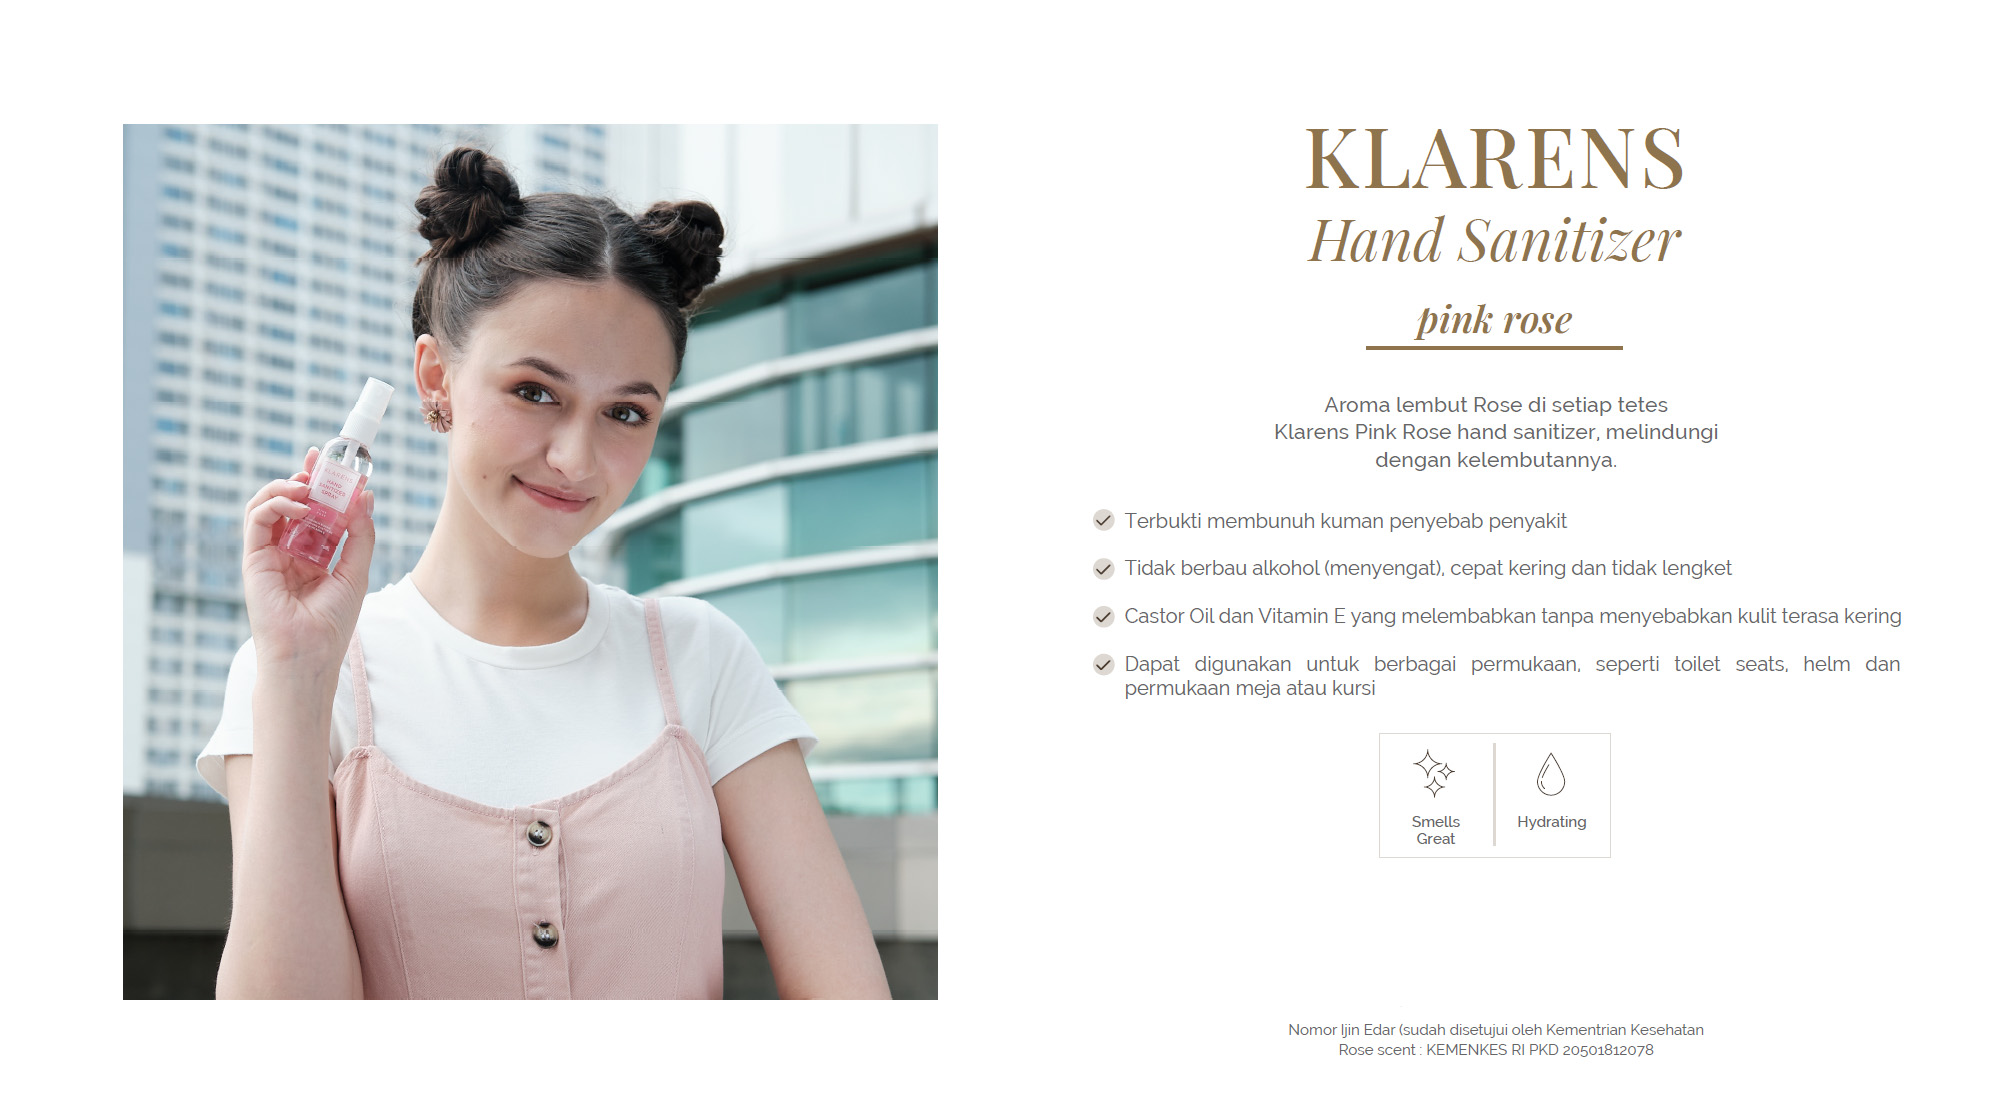 KLARENS
Hand Sanitizer
pink rose
Aroma lembut Rose di setiap tetes
Klarens Pink Rose hand sanitizer, melindungi
dengan kelembutannya.
Terbukti membunuh kuman penyebab penyakit
Tidak berbau alkohol (menyengat), cepat kering dan tidak lengket
Castor Oil dan Vitamin E yang melembabkan tanpa menyebabkan kulit terasa kering
Dapat digunakan untuk berbagai permukaan, seperti toilet seats, helm dan
permukaan meja atau kursi
Smells
Great
Hydrating
Nomor Ijin Edar (sudah disetujui oleh Kementrian Kesehatan
Rose scent : KEMENKES RI PKD 20501812078
KLARENS
HAND
SANITIZER
SPRAY